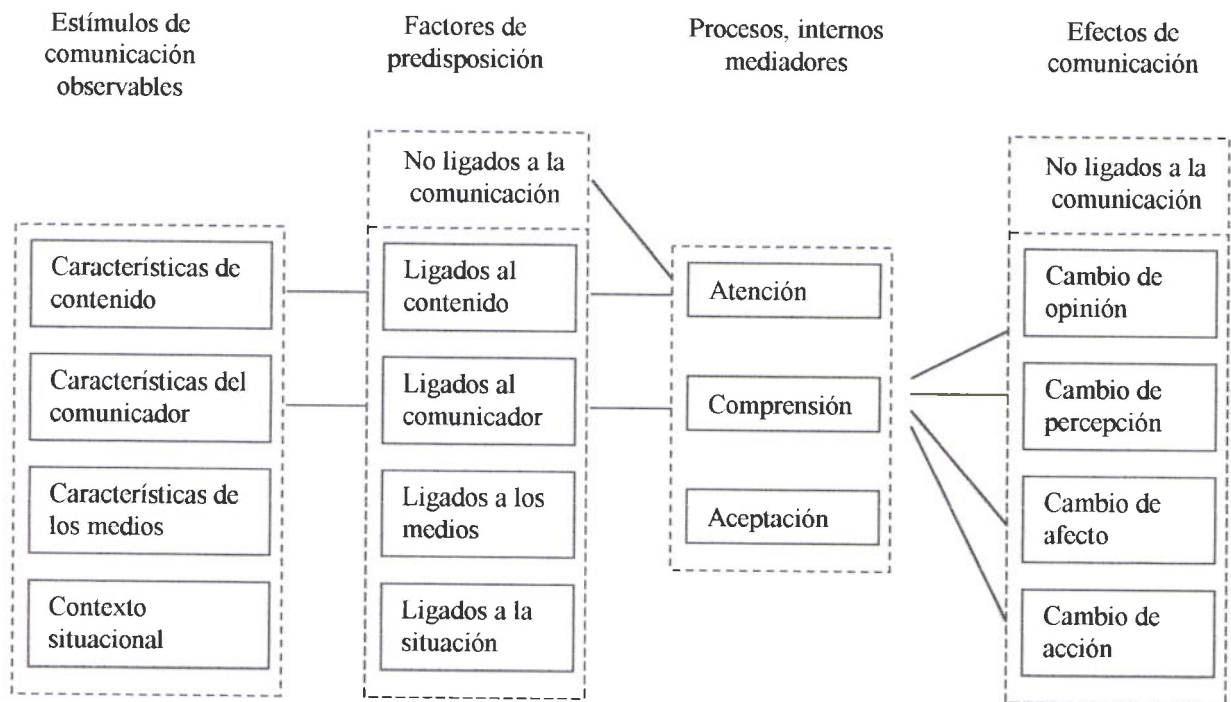 Estímulos de
comunicación
observables
Factores de
predisposición
Procesos, internos
mediadores
Efectos de
comunicación
No ligados a la
comunicación
Características de
contenido
Características del
comunicador
Características de
los medios
Contexto
situacional
Ligados al
contenido
Ligados al
comunicador
Ligados a los
medios
Ligados a la
situación
Atención
Comprensión
Aceptación
No ligados a la
comunicación
Cambio de
opinión
Cambio de
percepción
Cambio de
afecto
Cambio de
acción